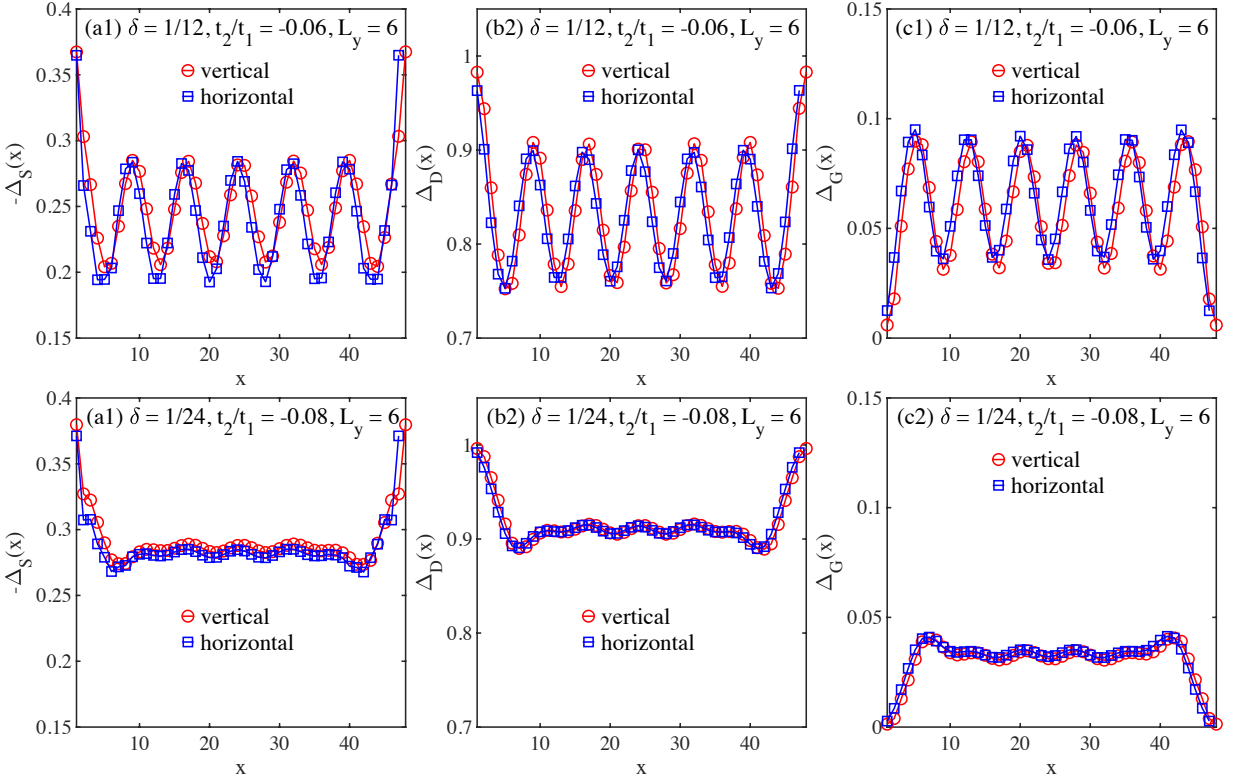 (a1) δ = 1/12, t2/t1 = -0.06, Ly = 6
vertical
horizontal
-ΔS(x)
0.4
0.35
0.3
0.25
0.2
0.15
10 20 30 40
x
(b2) δ = 1/12, t2/t1 = -0.06, Ly = 6
vertical
horizontal
ΔD(x)
1
0.9
0.8
0.7
10 20 30 40
x
(c1) δ = 1/12, t2/t1 = -0.06, Ly = 6
vertical
horizontal
ΔG(x)
0.15
0.1
0.05
0
10 20 30 40
x
(a1) δ = 1/24, t2/t1 = -0.08, Ly = 6
vertical
horizontal
-ΔS(x)
0.4
0.35
0.3
0.25
0.2
0.15
10 20 30 40
x
(b2) δ = 1/24, t2/t1 = -0.08, Ly = 6
vertical
horizontal
ΔD(x)
1
0.9
0.9
0.7
10 20 30 40
x
(c2) δ = 1/24, t2/t1 = -0.08, Ly = 6
vertical
horizontal
ΔG(x)
0.15
0.1
0.05
0
10 20 30 40
x